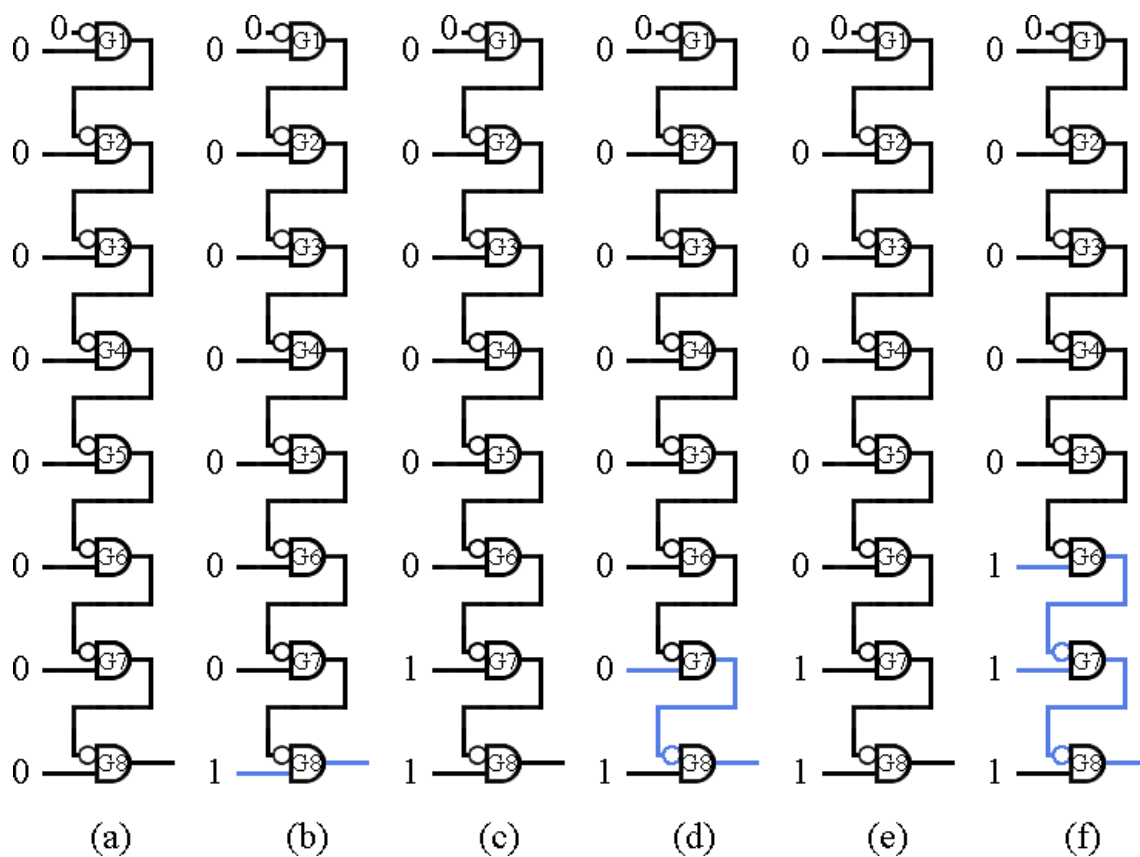 0 0 0 0 0 0
0 G1 0 G1 0 G1 0 G1 0 G1 0 G1
0 G2 0 G2 0 G2 0 G2 0 G2 0 G2
0 G3 0 G3 0 G3 0 G3 0 G3 0 G3
0 G4 0 G4 0 G4 0 G4 0 G4 0 G4
0 G5 0 G5 0 G5 0 G5 0 G5 0 G5
0 G6 0 G6 0 G6 0 G6 0 G6 1 G6
0 G7 0 G7 1 G7 0 G7 1 G7 1 G7
0 G8 1 G8 1 G8 1 G8 1 G8 1 G8
(a) (b) (c) (d) (e) (f)